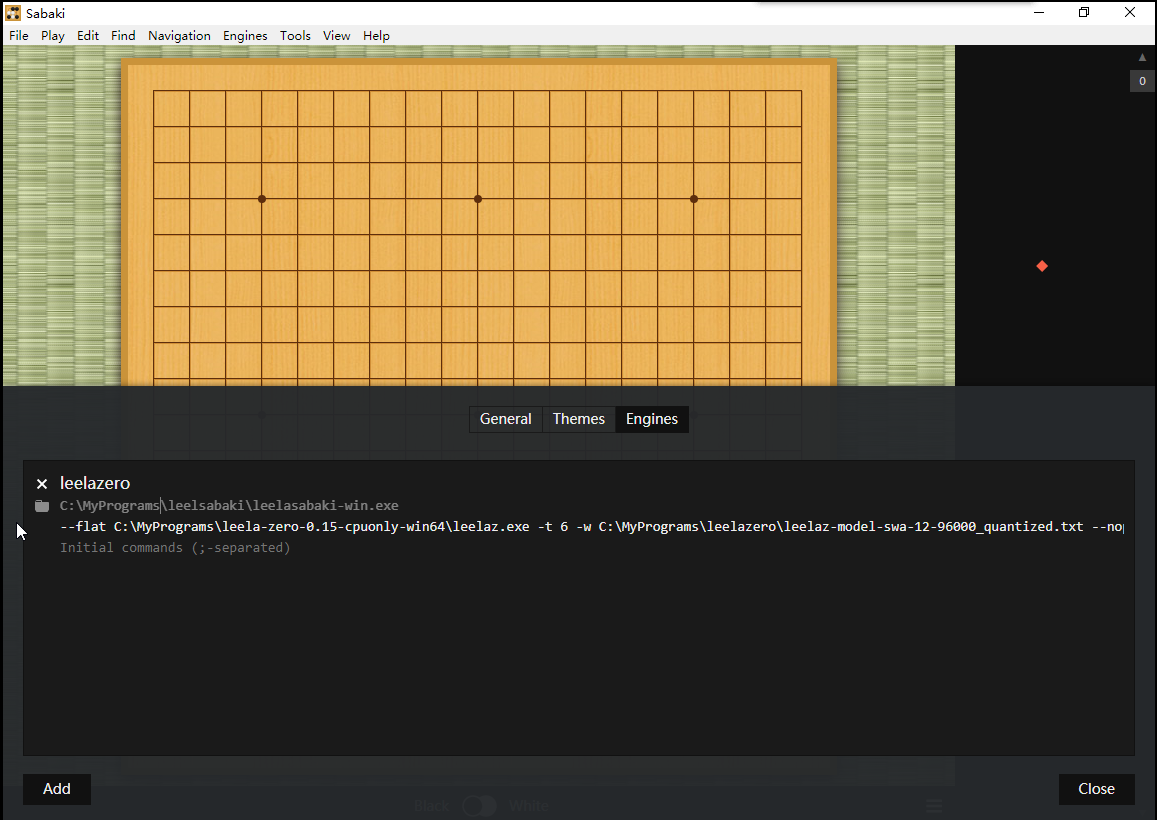 Sabaki
File Play Edit Find Navigation Engines Tools View Help
0
General Themes Engines
leelazero
C:\MyPrograms\leelsabaki\leelasabaki-win.exe
--flat C:\MyPrograms\leela-zero-0.15-cpuonly-win64\leelaz.exe -t 6 -w C:\MyPrograms\leelazero\leelaz-model-swa-12-96000_quantized.txt
Initial commands (;-separated)
Add
Close
Black White